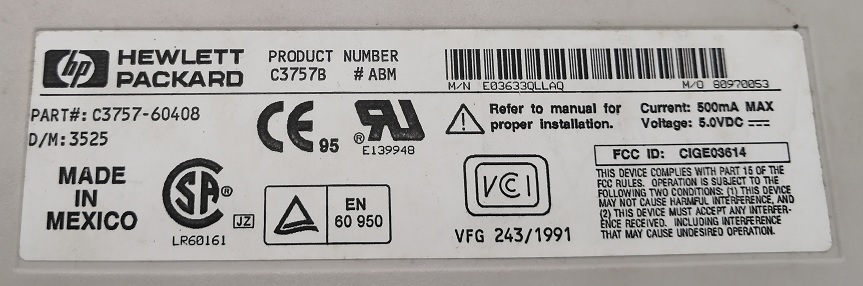 hp HEWLETT PACKARD
PRODUCT NUMBER
C3757B # ABM
M/N E03633QLLAQ M/O 80970053
PART#: C3757-60408
D/M: 3525
MADE
IN
MEXICO
CE 95
® UR
E139948
Refer to manual for
proper installation.
Current: 500mA MAX
Voltage: 5.0VDC
FCC ID: CIGE03614
THIS DEVICE COMPLIES WITH PART 15 OF THE
FCC RULES. OPERATION IS SUBJECT TO THE
FOLLOWING TWO CONDITIONS: (1) THIS DEVICE
MAY NOT CAUSE HARMFUL INTERFERENCE, AND
(2) THIS DEVICE MUST ACCEPT ANY INTERFER-
ENCE RECEIVED. INCLUDING INTERFERENCE
THAT MAY CAUSE UNDESIRED OPERATION.
SA ®
LR60161
JZ
EN
60 950
VCI
VFG 243/1991